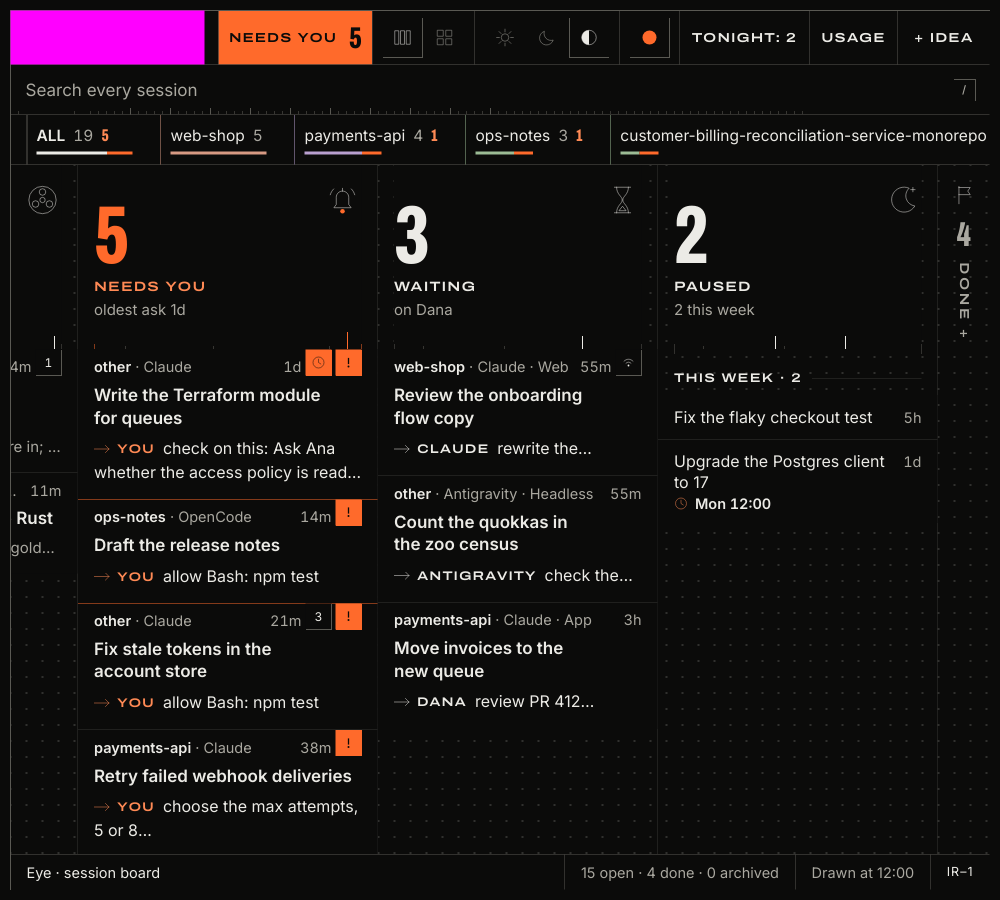 NEEDS YOU 5
TONIGHT: 2
USAGE
+ IDEA
Search every session
/
ALL 19 5
web-shop 5
payments-api 4 1
ops-notes 3 1
customer-billing-reconciliation-service-monorepo
4m 1
re in; ...
. 11m
Rust
gold...
5
NEEDS YOU
oldest ask 1d
other · Claude 1d !
Write the Terraform module
for queues
→ YOU check on this: Ask Ana
whether the access policy is read...
ops-notes · OpenCode 14m !
Draft the release notes
→ YOU allow Bash: npm test
other · Claude 21m 3 !
Fix stale tokens in the
account store
→ YOU allow Bash: npm test
payments-api · Claude 38m !
Retry failed webhook deliveries
→ YOU choose the max attempts,
5 or 8...
3
WAITING
on Dana
web-shop · Claude · Web 55m
Review the onboarding
flow copy
→ CLAUDE rewrite the...
other · Antigravity · Headless 55m
Count the quokkas in
the zoo census
→ ANTIGRAVITY check the...
payments-api · Claude · App 3h
Move invoices to the
new queue
→ DANA review PR 412...
2
PAUSED
2 this week
THIS WEEK · 2
Fix the flaky checkout test 5h
Upgrade the Postgres client 1d
to 17
Mon 12:00
4 DONE +
Eye · session board
15 open · 4 done · 0 archived
Drawn at 12:00
IR–1